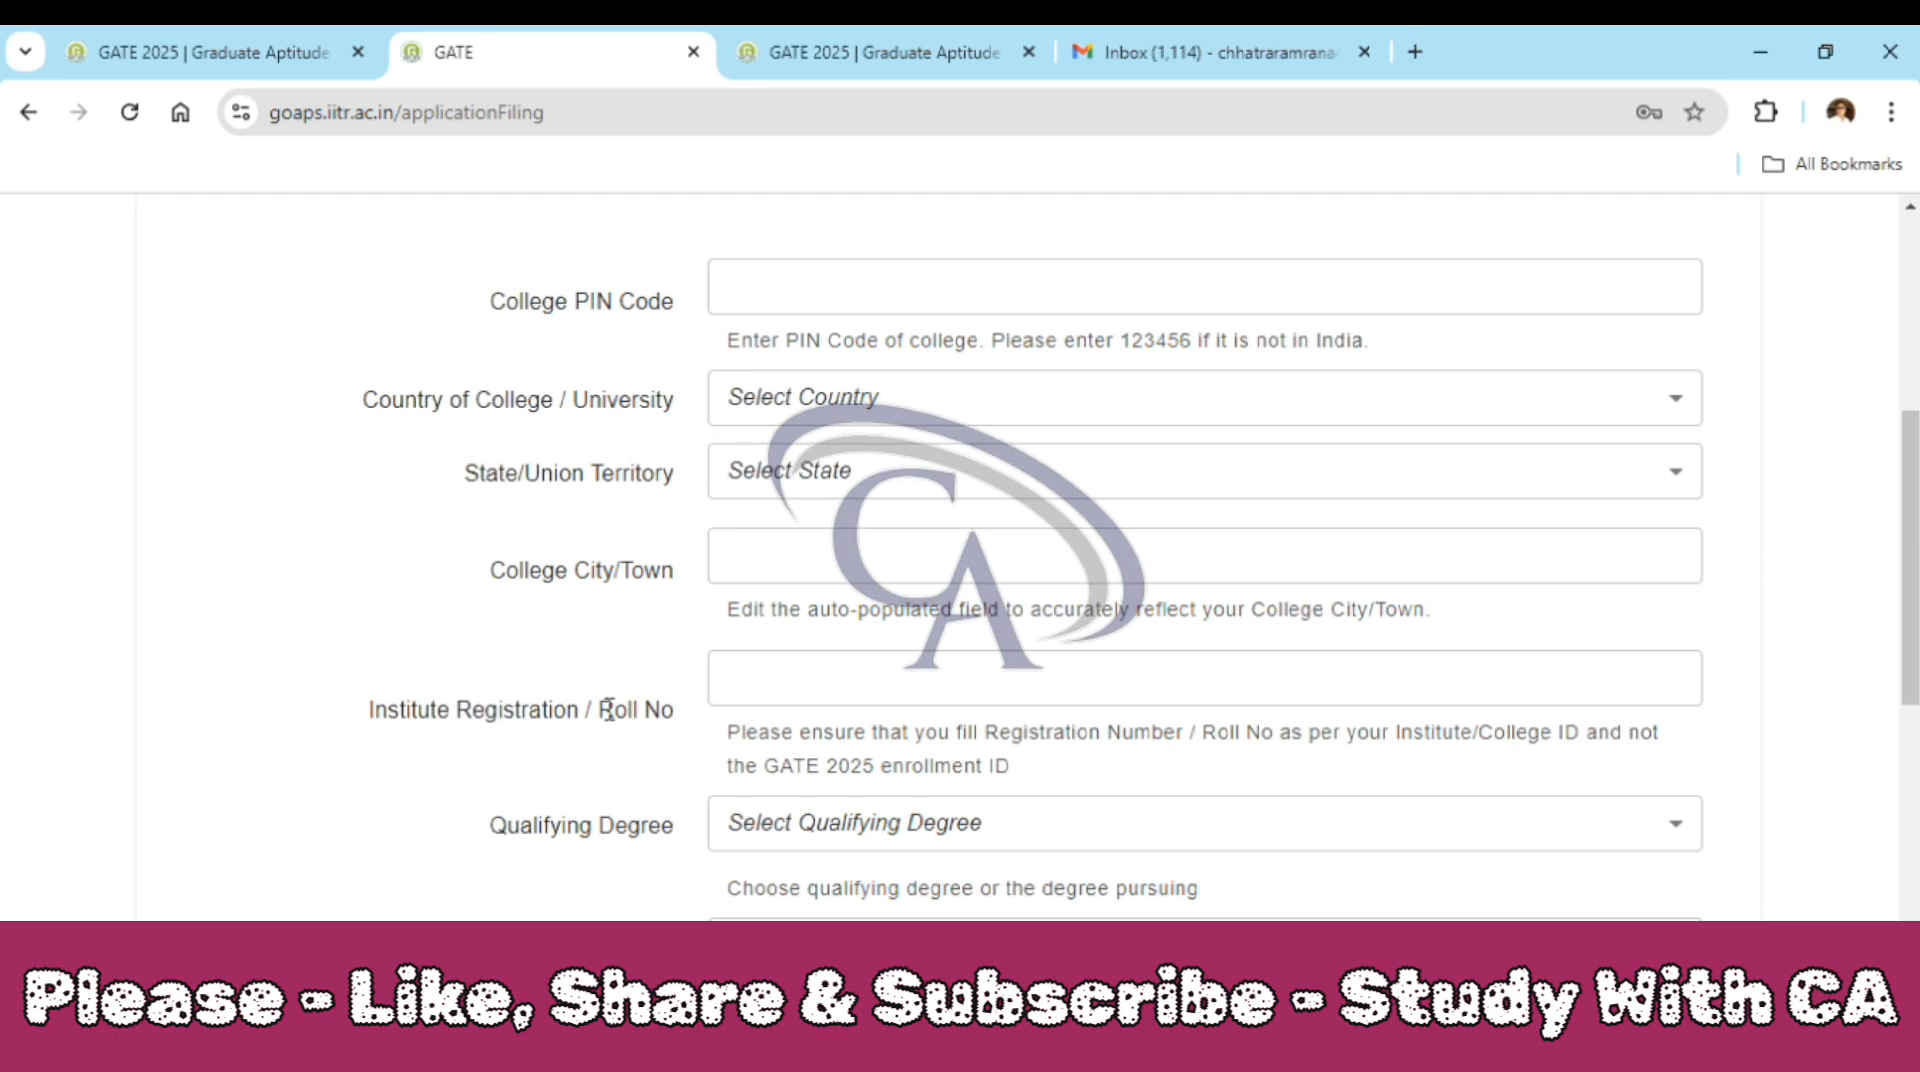 GATE 2025 | Graduate Aptitude
GATE
GATE 2025 | Graduate Aptitude
Inbox (1,114) - chhatraramrana-
goaps.iitr.ac.in/applicationFiling
All Bookmarks
College PIN Code
Enter PIN Code of college. Please enter 123456 if it is not in India.
Country of College / University
Select Country
State/Union Territory
Select State
College City/Town
Edit the auto-populated field to accurately reflect your College City/Town.
CA
Institute Registration / Roll No
Please ensure that you fill Registration Number / Roll No as per your Institute/College ID and not
the GATE 2025 enrollment ID
Qualifying Degree
Select Qualifying Degree
Choose qualifying degree or the degree pursuing
Please - Like, Share & Subscribe - Study With CA